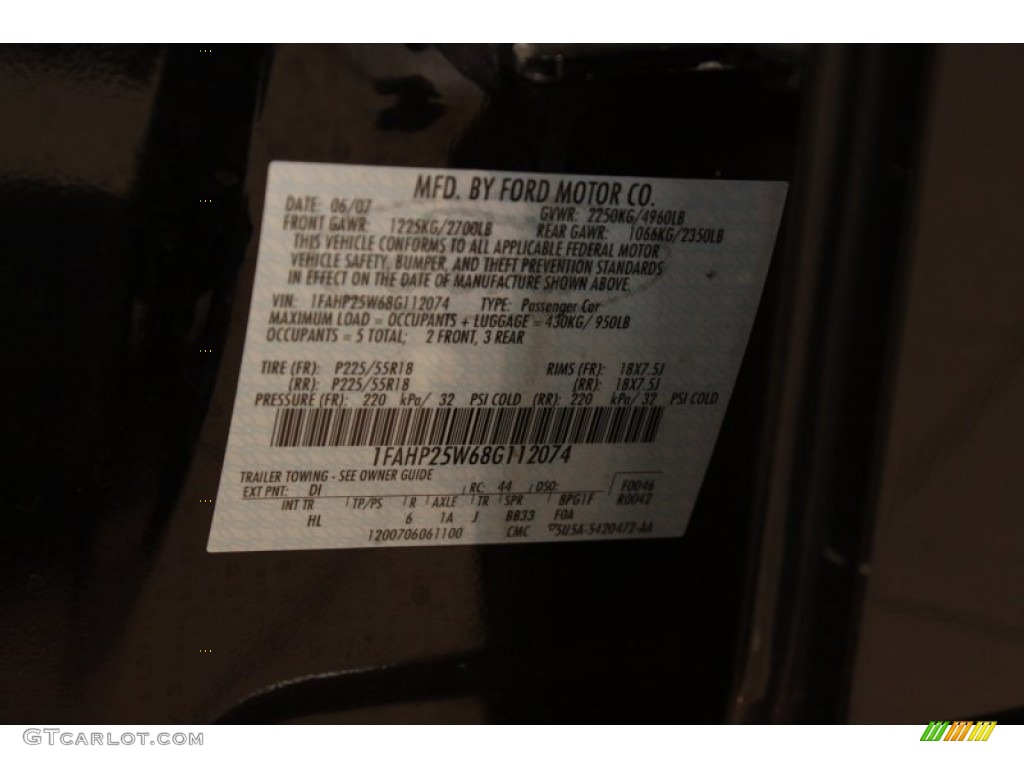 MFD. BY FORD MOTOR CO.
DATE: 06/07 GVWR: 2250KG/4960LB
FRONT GAWR: 1225KG/2700LB REAR GAWR: 1066KG/2350LB
THIS VEHICLE CONFORMS TO ALL APPLICABLE FEDERAL MOTOR
VEHICLE SAFETY, BUMPER, AND THEFT PREVENTION STANDARDS
IN EFFECT ON THE DATE OF MANUFACTURE SHOWN ABOVE.
VIN: 1FAHP25W68G112074 TYPE: Passenger Car
MAXIMUM LOAD = OCCUPANTS + LUGGAGE = 430KG/ 950LB
OCCUPANTS = 5 TOTAL; 2 FRONT, 3 REAR
TIRE (FR): P225/55R18 RIMS (FR): 18X7.5J
(RR): P225/55R18 (RR): 18X7.5J
PRESSURE (FR): 220 kPa/ 32 PSI COLD (RR): 220 kPa/ 32 PSI COLD
1FAHP25W68G112074
TRAILER TOWING - SEE OWNER GUIDE
EXT PNT: DI RC: 44 DSO: F0046
INT TR TP/PS R AXLE TR SPR BPG1F R0042
HL 6 1A J BB33 FOA
1200706061100 CMC 5U5A-5420472-AA
GTCarlot.com